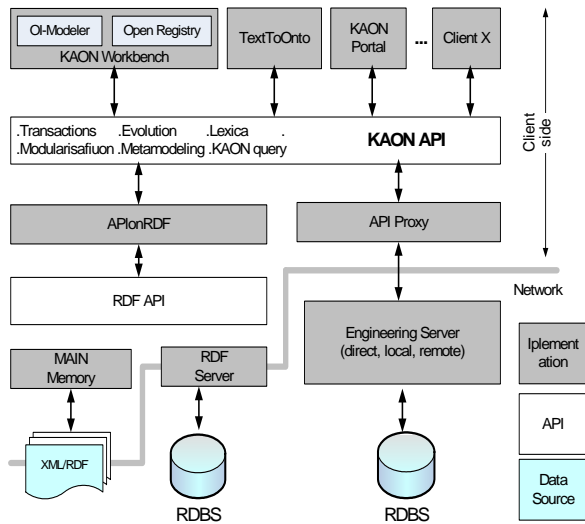 OI-Modeler
Open Registry
KAON Workbench
TextToOnto
KAON
Portal
...
Client X
.Transactions .Evolution .Lexica .
.Modularisafiuon .Metamodeling .KAON query
KAON API
Client
side
APIonRDF
API Proxy
RDF API
Network
Engineering Server
(direct, local, remote)
MAIN
Memory
RDF
Server
Iplement
ation
API
XML/RDF
Data
Source
RDBS
RDBS